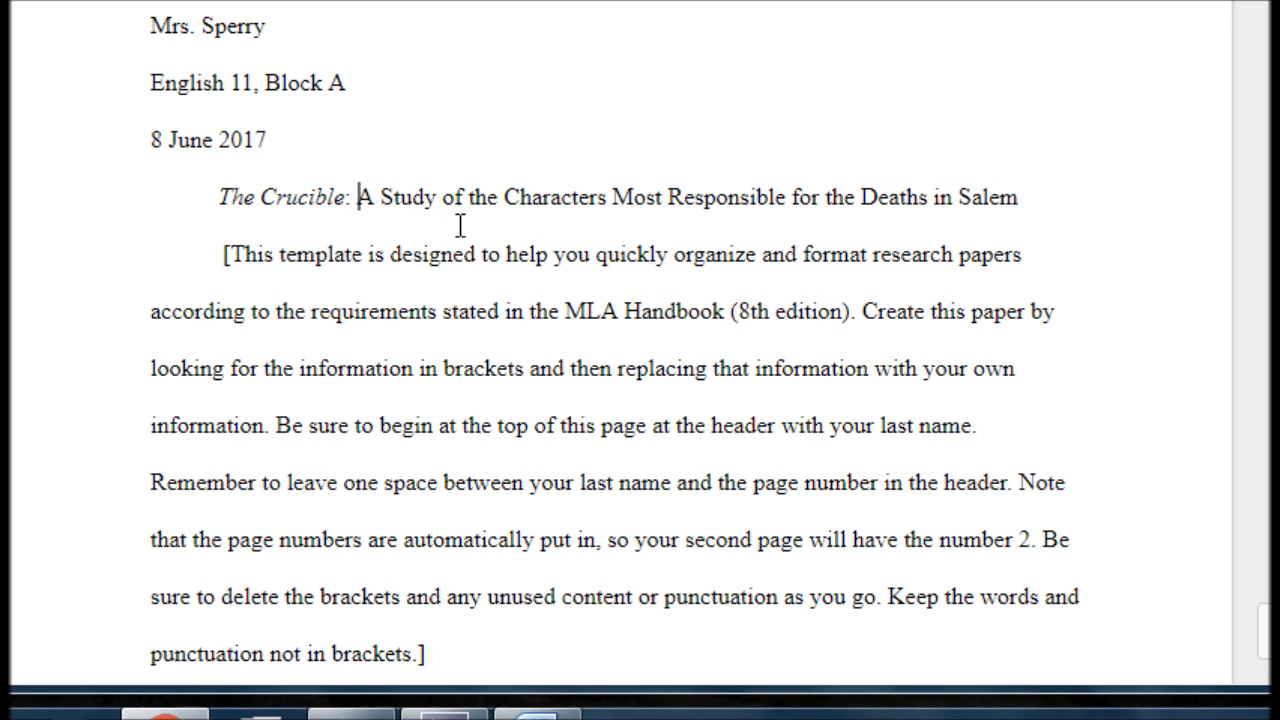 Mrs. Sperry
English 11, Block A
8 June 2017
The Crucible: A Study of the Characters Most Responsible for the Deaths in Salem
[This template is designed to help you quickly organize and format research papers
according to the requirements stated in the MLA Handbook (8th edition). Create this paper by
looking for the information in brackets and then replacing that information with your own
information. Be sure to begin at the top of this page at the header with your last name.
Remember to leave one space between your last name and the page number in the header. Note
that the page numbers are automatically put in, so your second page will have the number 2. Be
sure to delete the brackets and any unused content or punctuation as you go. Keep the words and
punctuation not in brackets.]